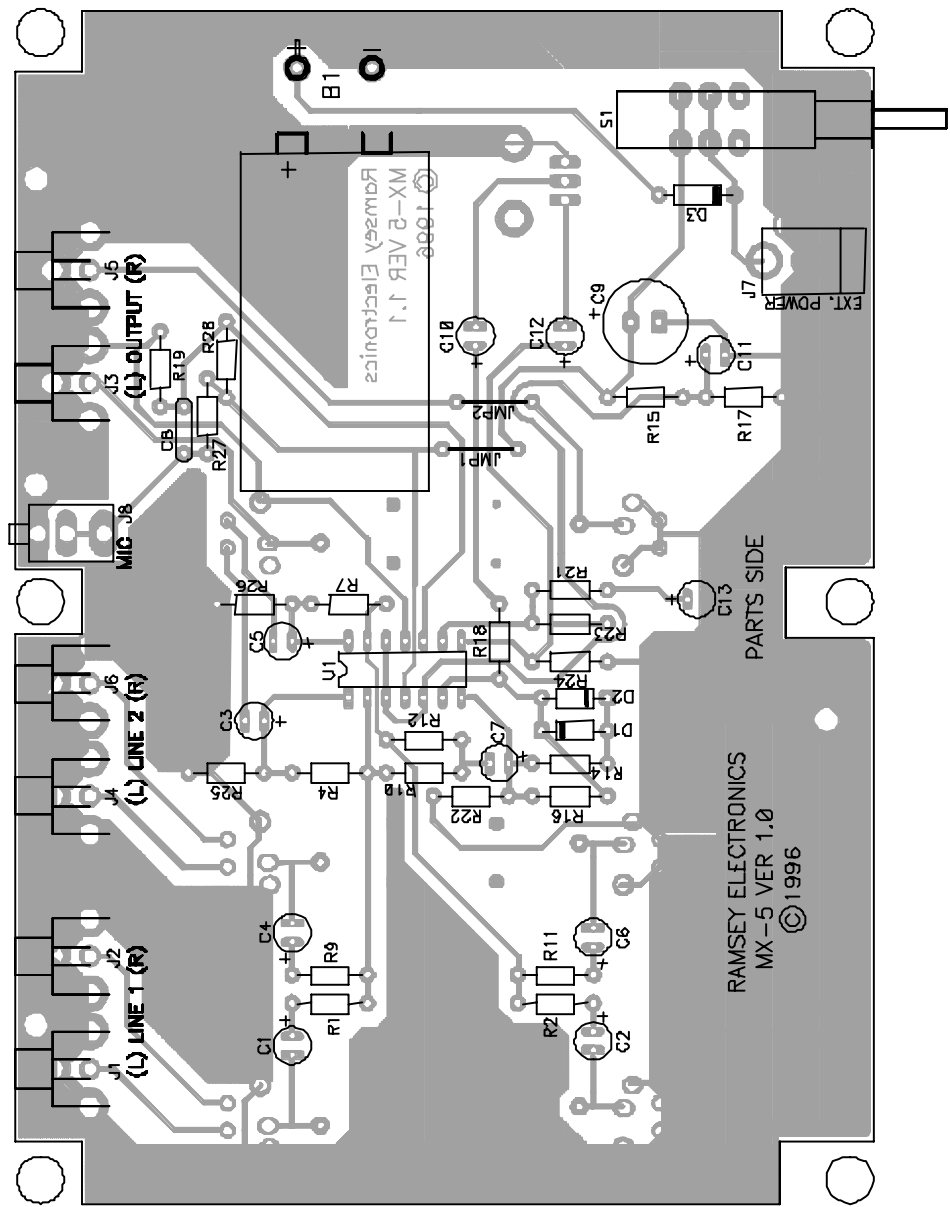 B1
+
−
S1
+
© 1996
MX-5 VER 1.1
Ramsey Electronics
D3
J5
(L) OUTPUT (R)
J3
J7
EXT. POWER
R19
R28
C8
R27
C10
+
C12
+
+ C9
C11
+
JMP2
JMP1
R15
R17
J8
MIC
R26
R7
C5
+
R21
R23
R24
R18
C13
+
PARTS SIDE
J6
(L) LINE 2 (R)
J4
C3
+
R12
C7
+
D2
D1
R25
R4
R10
R14
R22
R16
RAMSEY ELECTRONICS
MX-5 VER 1.0
©1996
C4
+
R9
R11
C6
+
J2
(L) LINE 1 (R)
J1
C1
+
R1
R2
C2
+